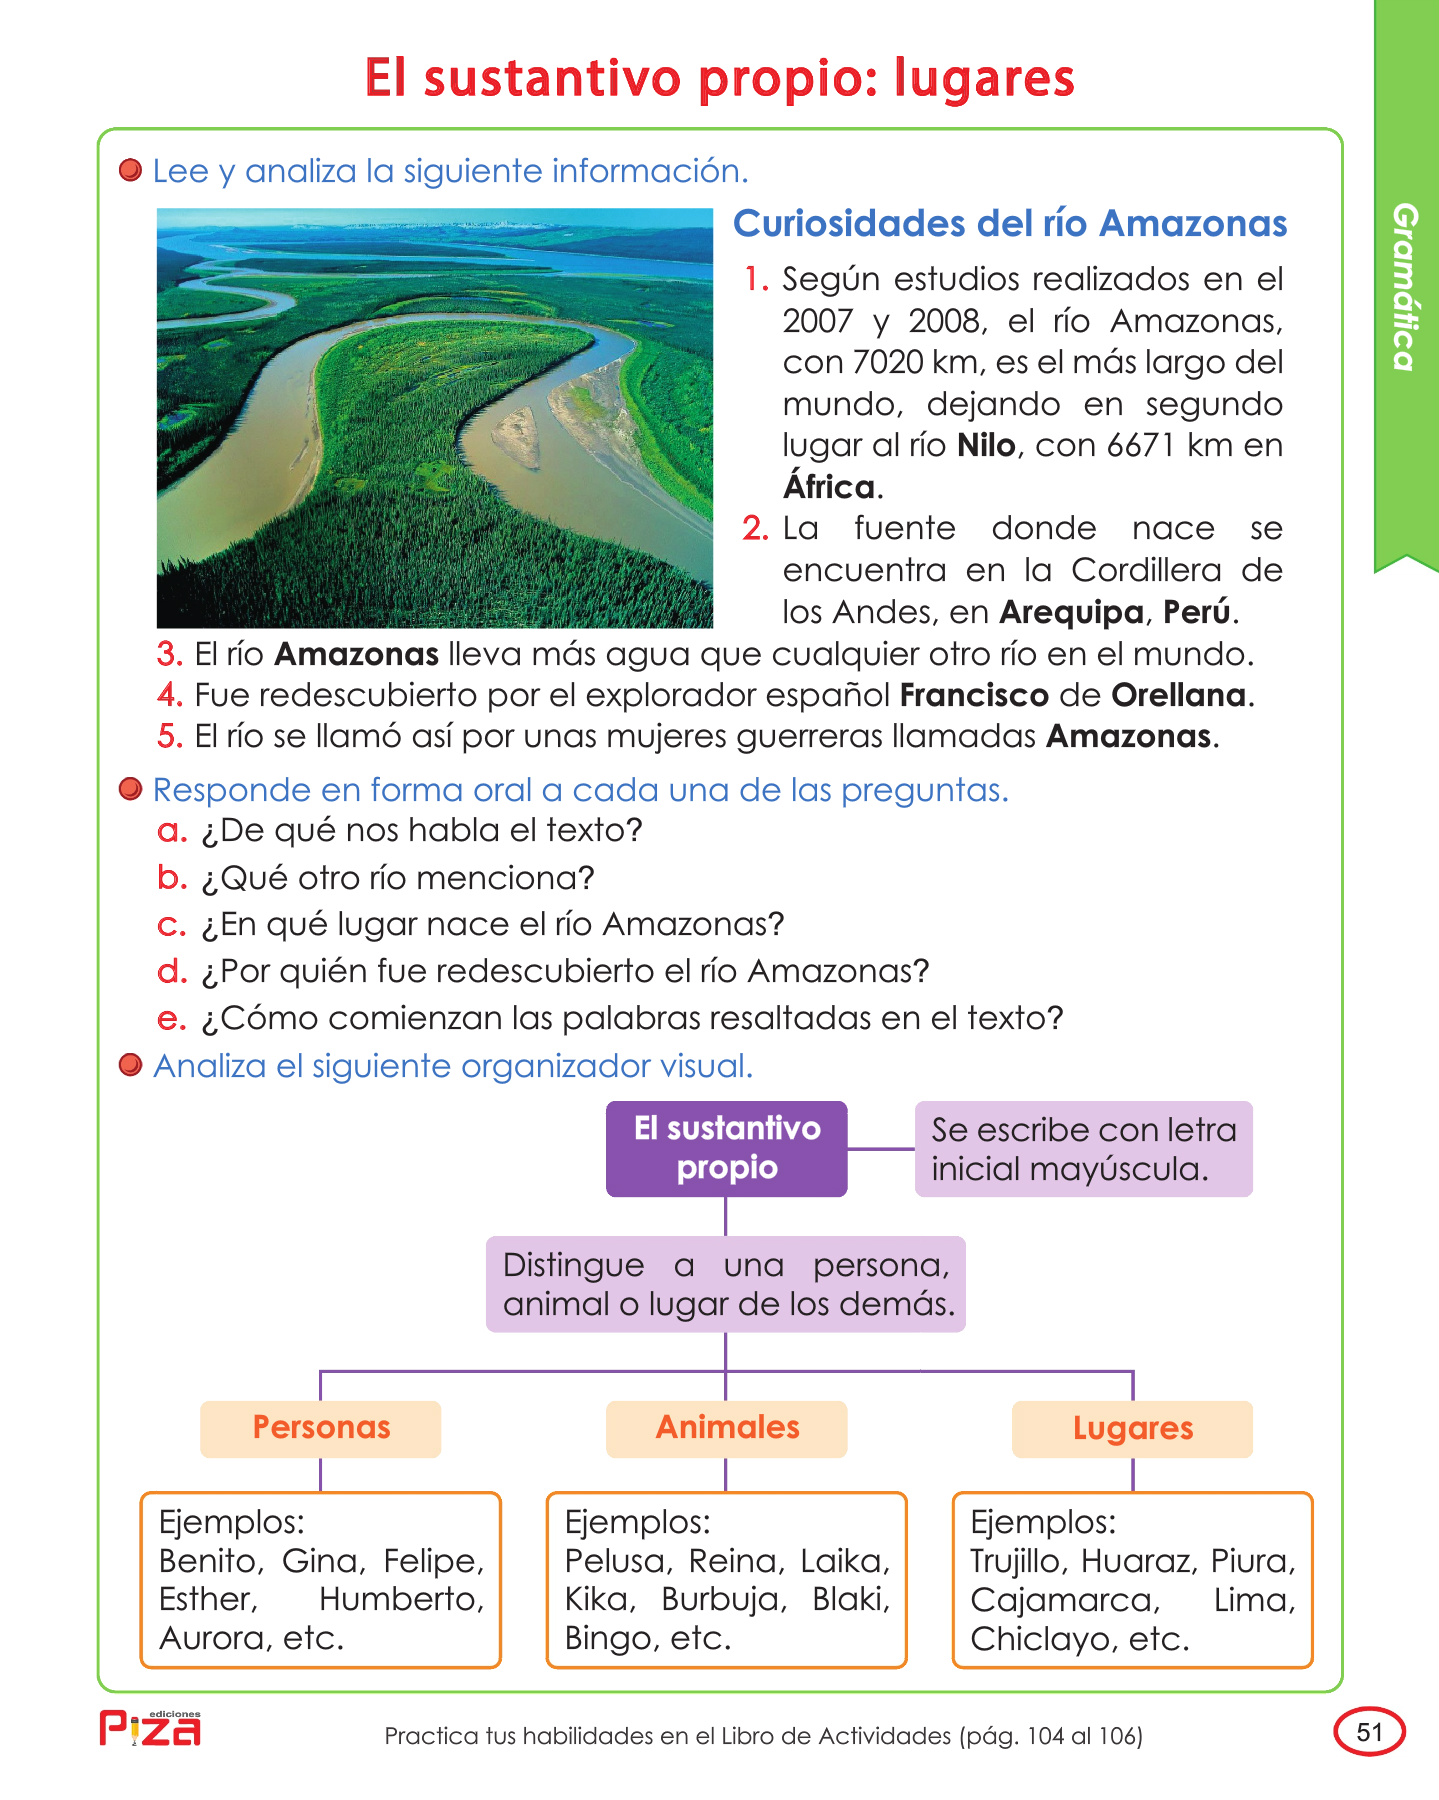 El sustantivo propio: lugares
Gramática
Lee y analiza la siguiente información.
Curiosidades del río Amazonas
1. Según estudios realizados en el
2007 y 2008, el río Amazonas,
con 7020 km, es el más largo del
mundo, dejando en segundo
lugar al río Nilo, con 6671 km en
África.
2. La fuente donde nace se
encuentra en la Cordillera de
los Andes, en Arequipa, Perú.
3. El río Amazonas lleva más agua que cualquier otro río en el mundo.
4. Fue redescubierto por el explorador español Francisco de Orellana.
5. El río se llamó así por unas mujeres guerreras llamadas Amazonas.
Responde en forma oral a cada una de las preguntas.
a. ¿De qué nos habla el texto?
b. ¿Qué otro río menciona?
c. ¿En qué lugar nace el río Amazonas?
d. ¿Por quién fue redescubierto el río Amazonas?
e. ¿Cómo comienzan las palabras resaltadas en el texto?
Analiza el siguiente organizador visual.
El sustantivo
propio
Se escribe con letra
inicial mayúscula.
Distingue a una persona,
animal o lugar de los demás.
Personas
Ejemplos:
Benito, Gina, Felipe,
Esther, Humberto,
Aurora, etc.
Animales
Ejemplos:
Pelusa, Reina, Laika,
Kika, Burbuja, Blaki,
Bingo, etc.
Lugares
Ejemplos:
Trujillo, Huaraz, Piura,
Cajamarca, Lima,
Chiclayo, etc.
ediciones
Piza
Practica tus habilidades en el Libro de Actividades (pág. 104 al 106)
51